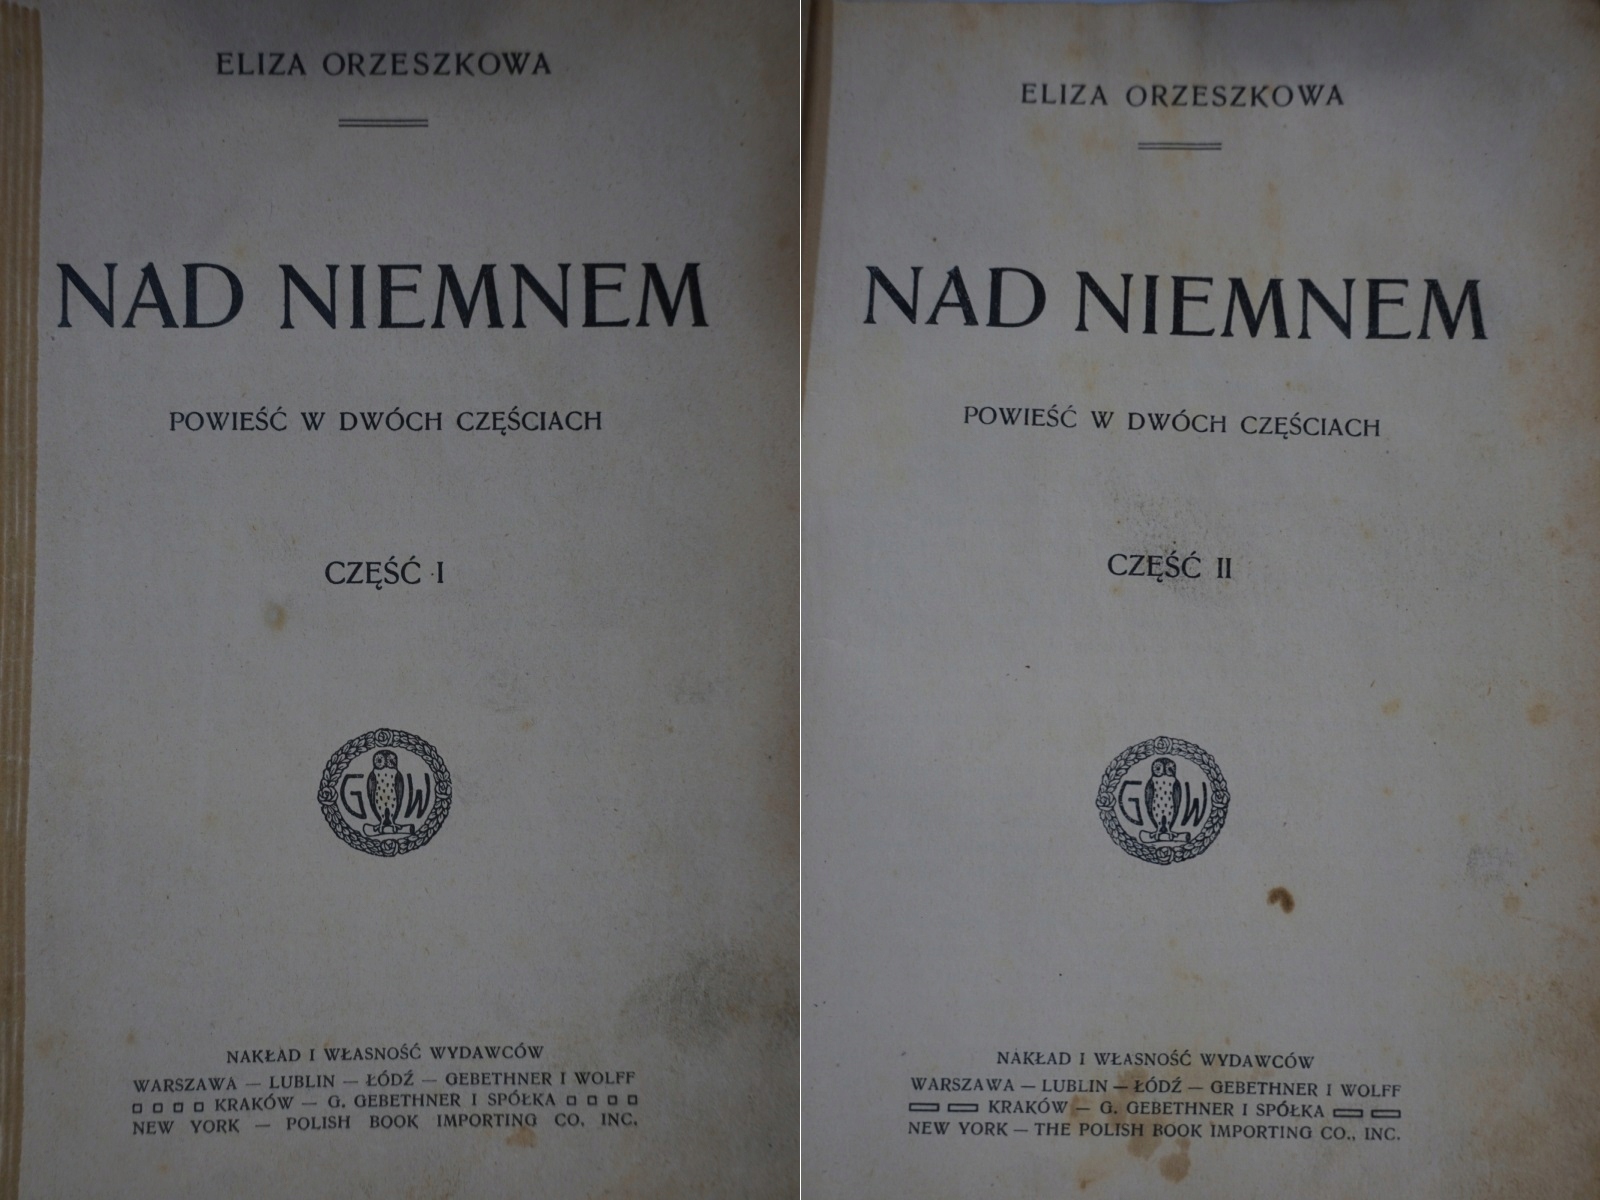 ELIZA ORZESZKOWA
NAD NIEMNEM
POWIEŚĆ W DWÓCH CZĘŚCIACH
CZĘŚĆ I
G W
NAKŁAD I WŁASNOŚĆ WYDAWCÓW
WARSZAWA — LUBLIN — ŁÓDŹ — GEBETHNER I WOLFF
KRAKÓW — G. GEBETHNER I SPÓŁKA
NEW YORK — POLISH BOOK IMPORTING CO. INC.
ELIZA ORZESZKOWA
NAD NIEMNEM
POWIEŚĆ W DWÓCH CZĘŚCIACH
CZĘŚĆ II
G W
NAKŁAD I WŁASNOŚĆ WYDAWCÓW
WARSZAWA — LUBLIN — ŁÓDŹ — GEBETHNER I WOLFF
KRAKÓW — G. GEBETHNER I SPÓŁKA
NEW YORK — THE POLISH BOOK IMPORTING CO., INC.